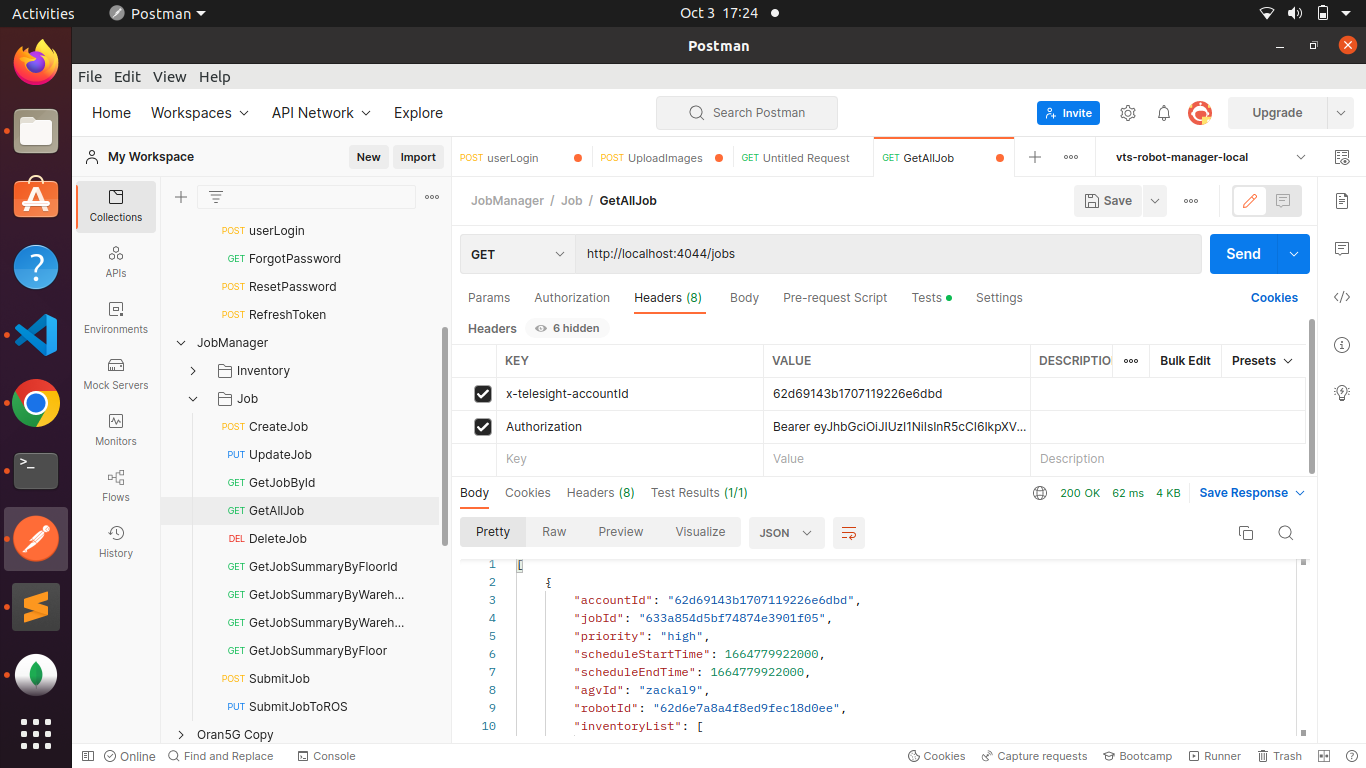 Activities Postman Oct 3 17:24
Postman
File Edit View Help
Home Workspaces API Network Explore Search Postman Invite Upgrade
My Workspace New Import
POST userLogin POST UploadImages GET Untitled Request GET GetAllJob vts-robot-manager-local
Collections
APIs
Environments
Mock Servers
Monitors
Flows
History
POST userLogin
GET ForgotPassword
POST ResetPassword
POST RefreshToken
JobManager
Inventory
Job
POST CreateJob
PUT UpdateJob
GET GetJobById
GET GetAllJob
DEL DeleteJob
GET GetJobSummaryByFloorId
GET GetJobSummaryByWareh...
GET GetJobSummaryByWareh...
GET GetJobSummaryByFloor
POST SubmitJob
PUT SubmitJobToROS
Oran5G Copy
JobManager / Job / GetAllJob Save
GET http://localhost:4044/jobs Send
Params Authorization Headers (8) Body Pre-request Script Tests Settings Cookies
Headers 6 hidden
KEY VALUE DESCRIPTIO Bulk Edit Presets
x-telesight-accountId 62d69143b1707119226e6dbd
Authorization Bearer eyJhbGciOiJIUzI1NiIsInR5cCI6IkpXV...
Key Value Description
Body Cookies Headers (8) Test Results (1/1) 200 OK 62 ms 4 KB Save Response
Pretty Raw Preview Visualize JSON
1 [
2 {
3 "accountId": "62d69143b1707119226e6dbd",
4 "jobId": "633a854d5bf74874e3901f05",
5 "priority": "high",
6 "scheduleStartTime": 1664779922000,
7 "scheduleEndTime": 1664779922000,
8 "agvId": "zackal9",
9 "robotId": "62d6e7a8a4f8ed9fec18d0ee",
10 "inventoryList": [
Online Find and Replace Console Cookies Capture requests Bootcamp Runner Trash